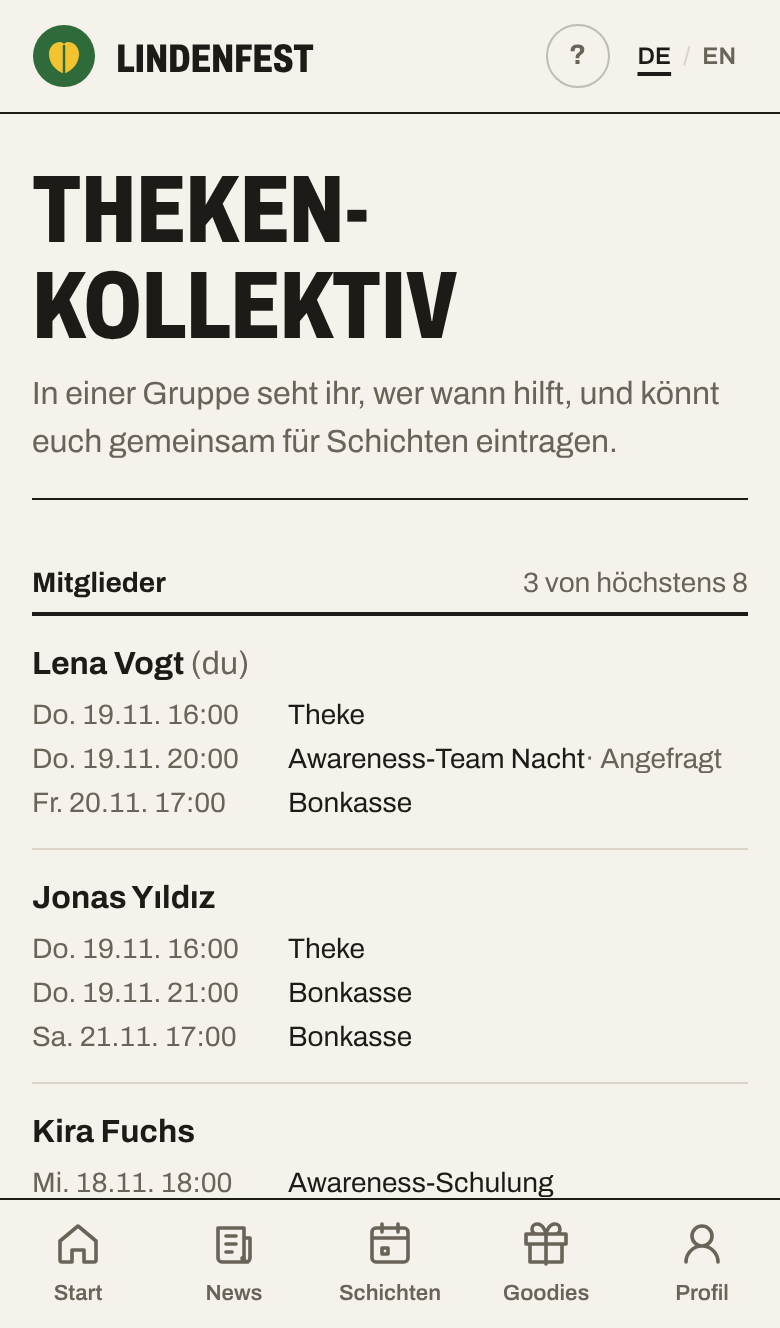 LINDENFEST
?
DE / EN
THEKEN-
KOLLEKTIV
In einer Gruppe seht ihr, wer wann hilft, und könnt
euch gemeinsam für Schichten eintragen.
Mitglieder 3 von höchstens 8
Lena Vogt (du)
Do. 19.11. 16:00 Theke
Do. 19.11. 20:00 Awareness-Team Nacht· Angefragt
Fr. 20.11. 17:00 Bonkasse
Jonas Yıldız
Do. 19.11. 16:00 Theke
Do. 19.11. 21:00 Bonkasse
Sa. 21.11. 17:00 Bonkasse
Kira Fuchs
Mi. 18.11. 18:00 Awareness-Schulung
Start News Schichten Goodies Profil